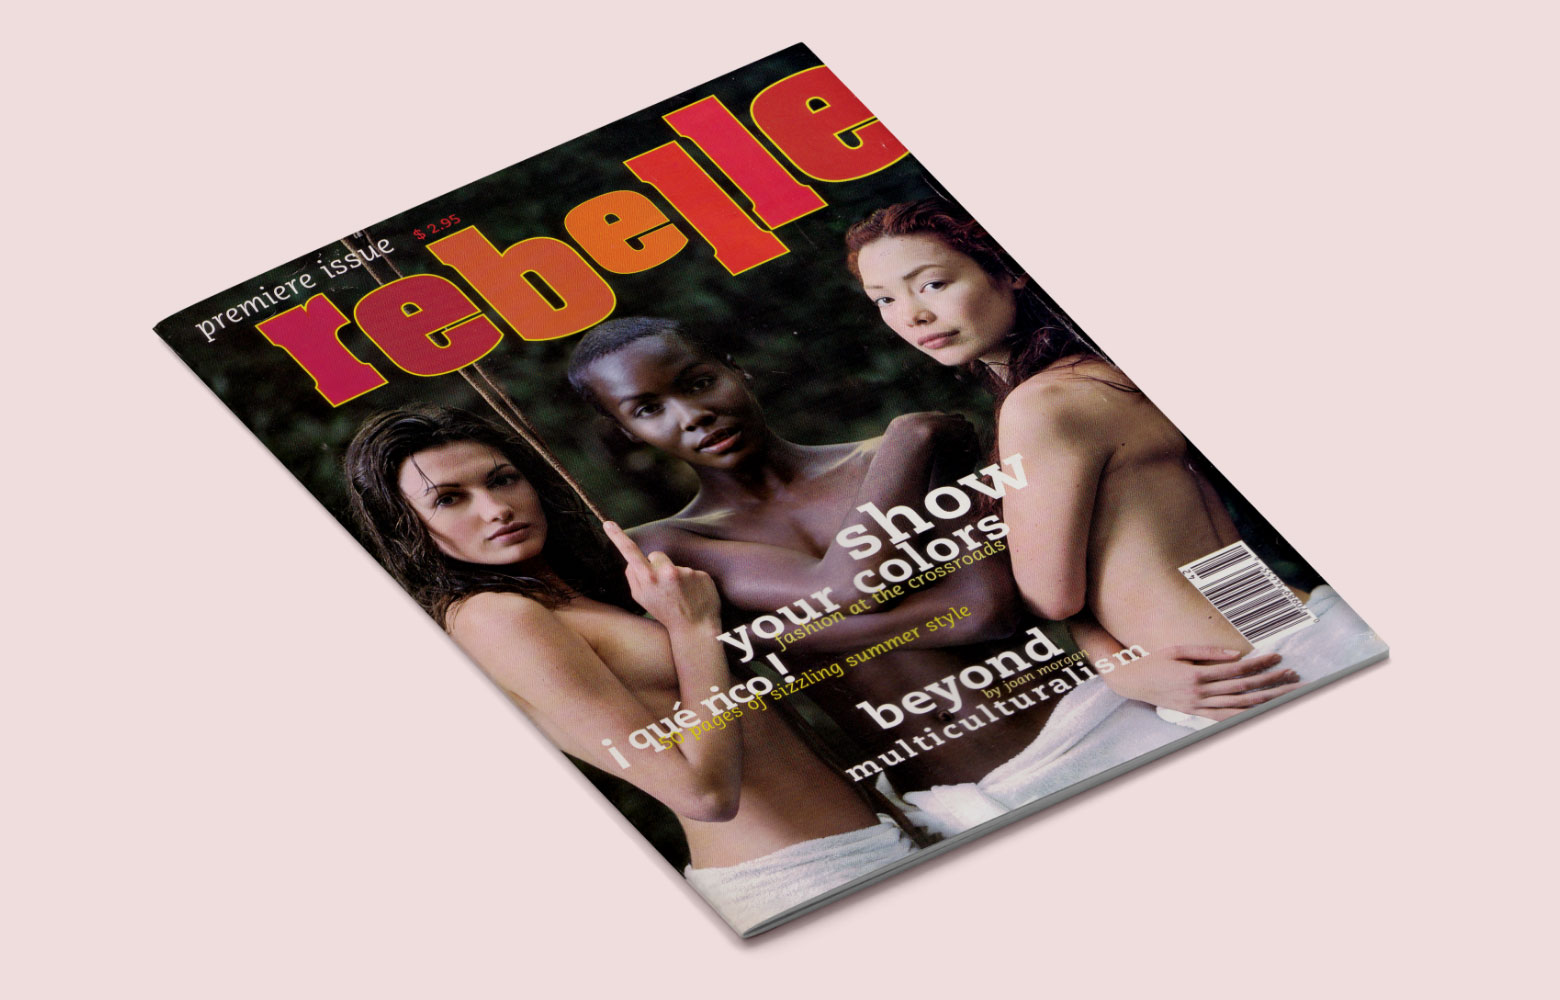 premiere issue
$ 2.95
rebelle
show
your colors
fashion at the crossroads
¡ qué rico !
50 pages of sizzling summer style
beyond
by joan morgan
multiculturalism